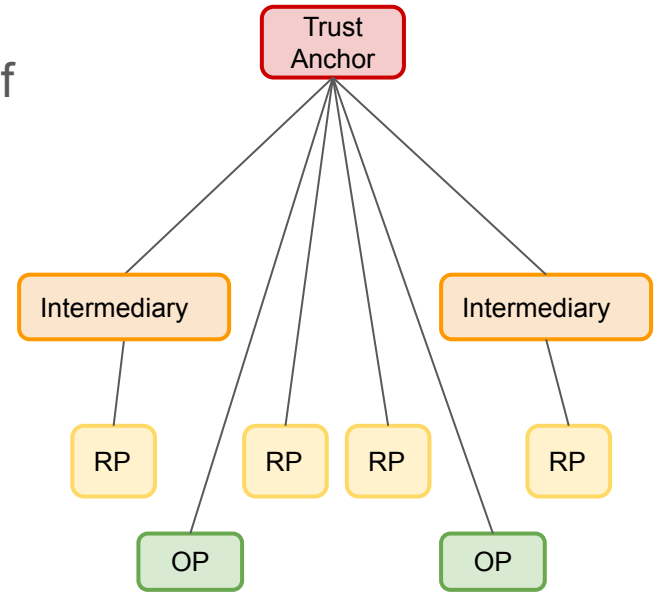 Trust
Anchor
f
Intermediary
Intermediary
RP
RP
RP
RP
OP
OP